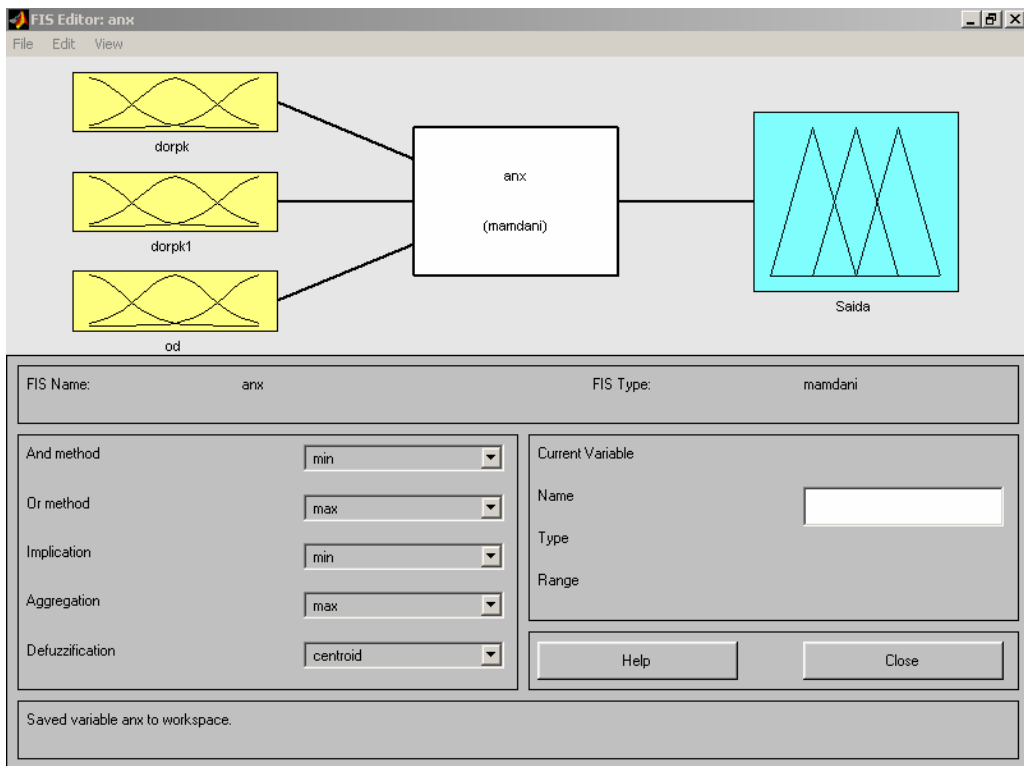 FIS Editor: anx
File Edit View
dorpk
anx
(mamdani)
dorpk1
od
Saida
FIS Name: anx FIS Type: mamdani
And method min
Or method max
Implication min
Aggregation max
Defuzzification centroid
Current Variable
Name
Type
Range
Help Close
Saved variable anx to workspace.